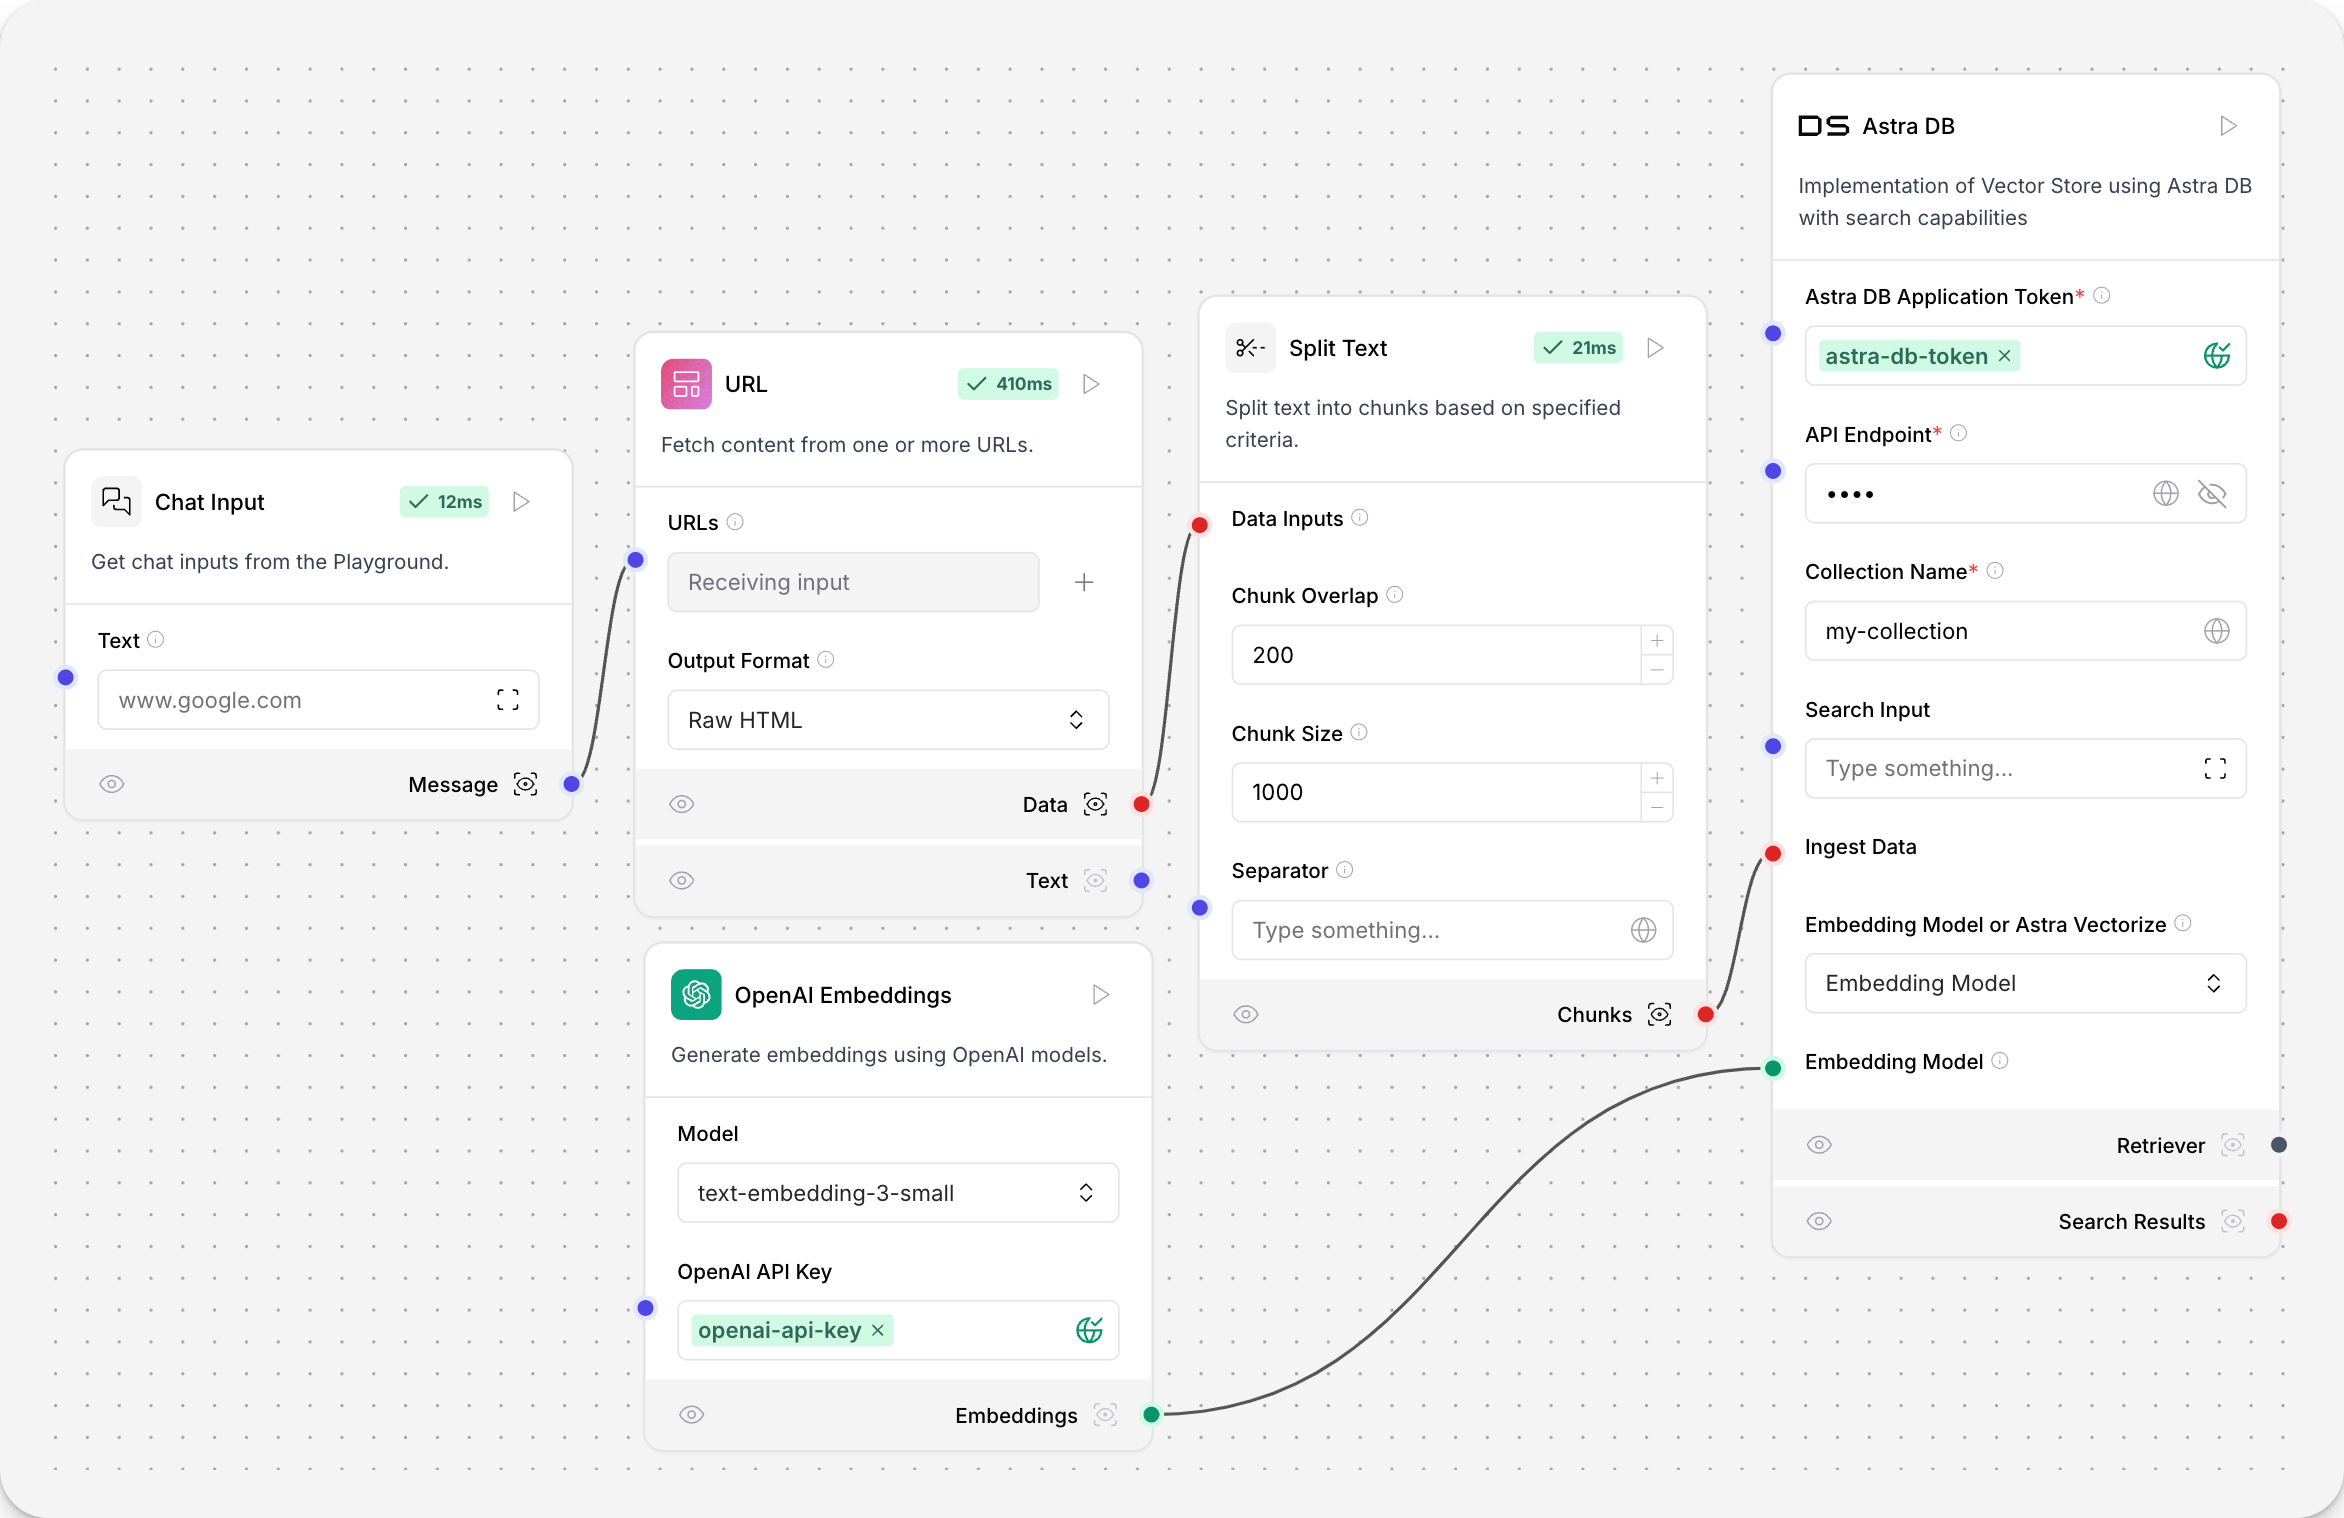 Chat Input
12ms
Get chat inputs from the Playground.
Text
www.google.com
Message
URL
410ms
Fetch content from one or more URLs.
URLs
Receiving input
Output Format
Raw HTML
Data
Text
OpenAI Embeddings
Generate embeddings using OpenAI models.
Model
text-embedding-3-small
OpenAI API Key
openai-api-key
Embeddings
Split Text
21ms
Split text into chunks based on specified
criteria.
Data Inputs
Chunk Overlap
200
Chunk Size
1000
Separator
Type something...
Chunks
DS Astra DB
Implementation of Vector Store using Astra DB
with search capabilities
Astra DB Application Token*
astra-db-token
API Endpoint*
••••
Collection Name*
my-collection
Search Input
Type something...
Ingest Data
Embedding Model or Astra Vectorize
Embedding Model
Embedding Model
Retriever
Search Results